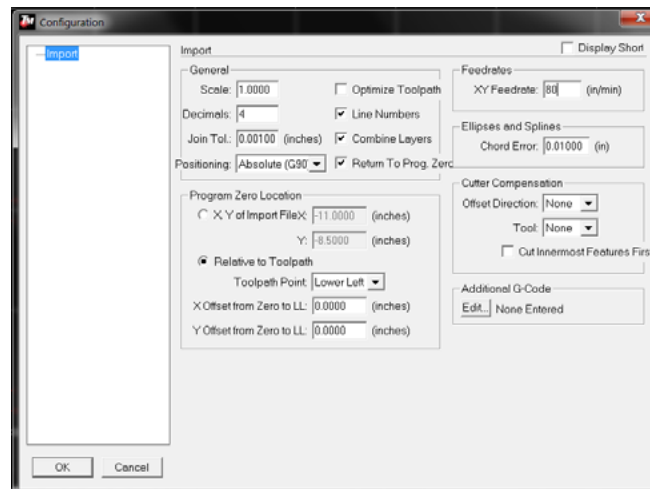 Configuration
Import
Import
Display Short
General
Scale: 1.0000
Optimize Toolpath
Decimals: 4
Line Numbers
Join Tol.: 0.00100 (inches)
Combine Layers
Positioning: Absolute (G90
Return To Prog. Zero
Program Zero Location
X, Y of Import File X: -11.0000 (inches)
Y: -8.5000 (inches)
Relative to Toolpath
Toolpath Point: Lower Left
X Offset from Zero to LL: 0.0000 (inches)
Y Offset from Zero to LL: 0.0000 (inches)
Feedrates
XY Feedrate: 80 (in/min)
Ellipses and Splines
Chord Error: 0.01000 (in)
Cutter Compensation
Offset Direction: None
Tool: None
Cut Innermost Features Firs
Additional G-Code
Edit... None Entered
OK
Cancel